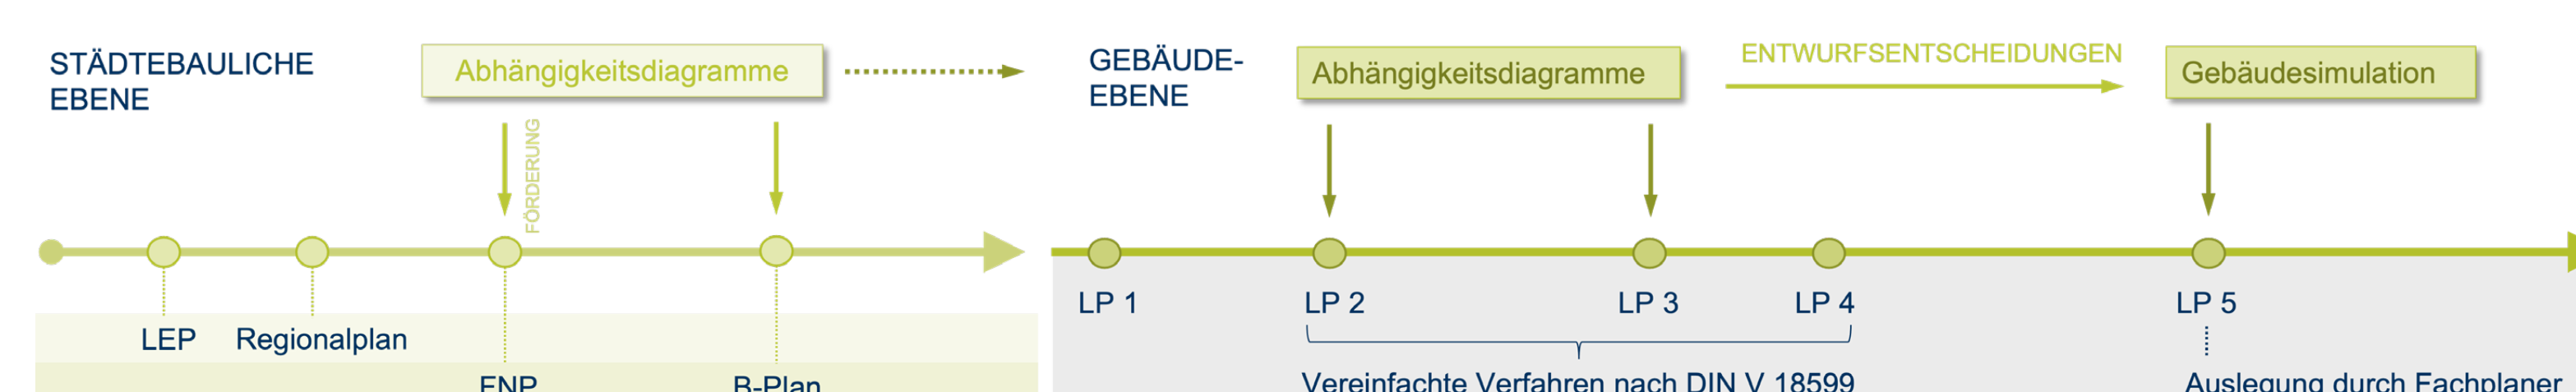 STÄDTEBAULICHE
EBENE
Abhängigkeitsdiagramme
FÖRDERUNG
LEP
Regionalplan
FNP
B-Plan
GEBÄUDE-
EBENE
Abhängigkeitsdiagramme
ENTWURFSENTSCHEIDUNGEN
Gebäudesimulation
LP 1
LP 2
LP 3
LP 4
LP 5
Vereinfachte Verfahren nach DIN V 18599
Auslegung durch Fachplaner